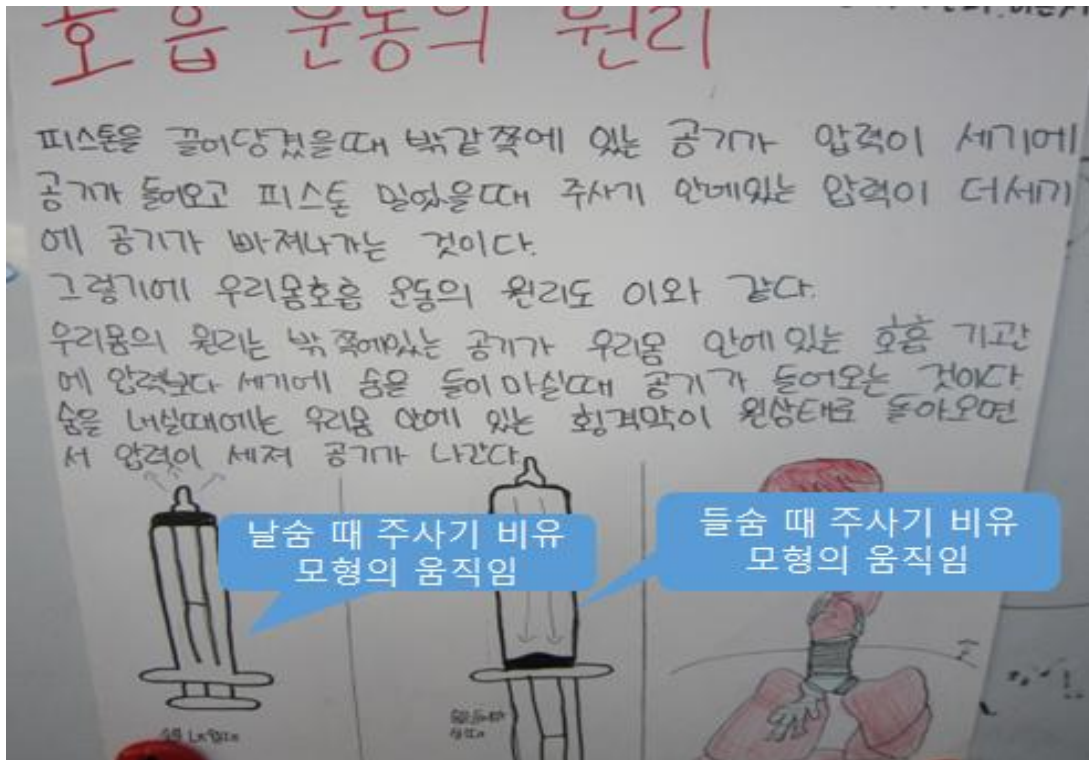 호흡 운동의 원리
피스톤을 끌어당겼을때 밖같쪽에 있는 공기가 압력이 세기에
공기가 들어오고 피스톤 밀었을때 주사기 안에있는 압력이 더세기
에 공기가 빠져나가는 것이다.
그렇기에 우리몸호흡 운동의 원리도 이와 같다.
우리몸의 원리는 밖쪽에있는 공기가 우리몸 안에있는 호흡 기관
에 압력보다 세기에 숨을 들이마실때 공기가 들어오는 것이다
숨을 내쉴때에는 우리몸 안에 있는 횡격막이 원상태로 돌아오면
서 압력이 세져 공기가 나간다.
날숨 때 주사기 비유
모형의 움직임
들숨 때 주사기 비유
모형의 움직임